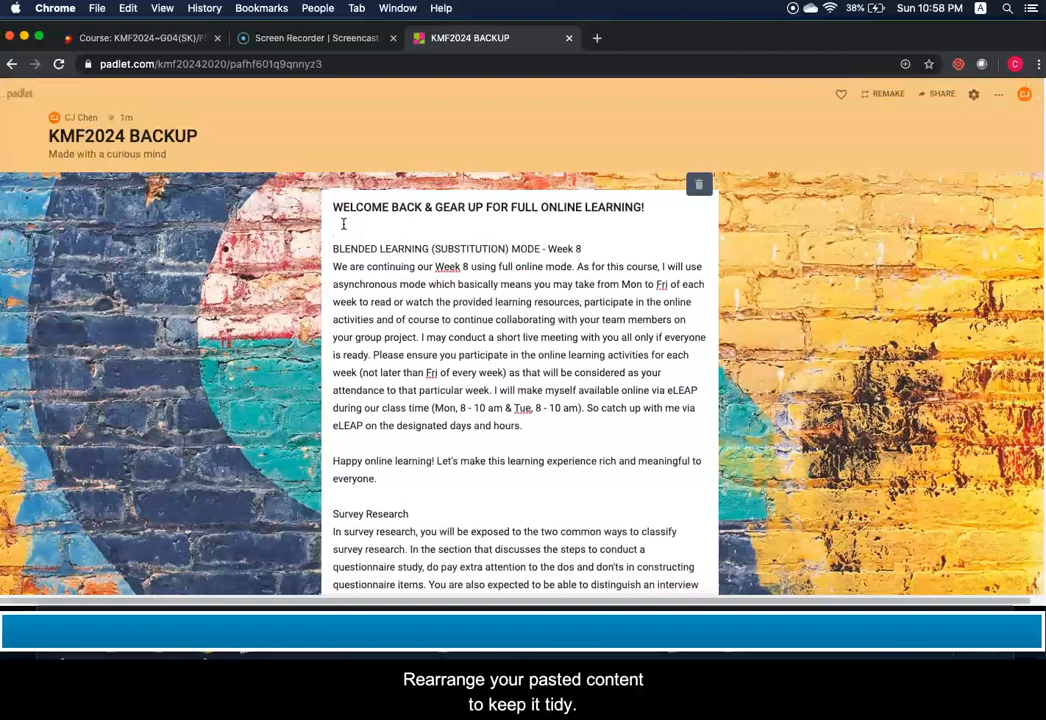 Chrome File Edit View History Bookmarks People Tab Window Help 38% Sun 10:58 PM A
Course: KMF2024~G04(SK)/F
Screen Recorder | Screencast
KMF2024 BACKUP
padlet.com/kmf20242020/pafhf601q9qnnyz3
C
padlet
REMAKE
SHARE
CJ
CJ CJ Chen 1m
KMF2024 BACKUP
Made with a curious mind
WELCOME BACK & GEAR UP FOR FULL ONLINE LEARNING!
BLENDED LEARNING (SUBSTITUTION) MODE - Week 8
We are continuing our Week 8 using full online mode. As for this course, I will use
asynchronous mode which basically means you may take from Mon to Fri of each
week to read or watch the provided learning resources, participate in the online
activities and of course to continue collaborating with your team members on
your group project. I may conduct a short live meeting with you all only if everyone
is ready. Please ensure you participate in the online learning activities for each
week (not later than Fri of every week) as that will be considered as your
attendance to that particular week. I will make myself available online via eLEAP
during our class time (Mon, 8 - 10 am & Tue, 8 - 10 am). So catch up with me via
eLEAP on the designated days and hours.
Happy online learning! Let's make this learning experience rich and meaningful to
everyone.
Survey Research
In survey research, you will be exposed to the two common ways to classify
survey research. In the section that discusses the steps to conduct a
questionnaire study, do pay extra attention to the dos and don'ts in constructing
questionnaire items. You are also expected to be able to distinguish an interview
Rearrange your pasted content
to keep it tidy.